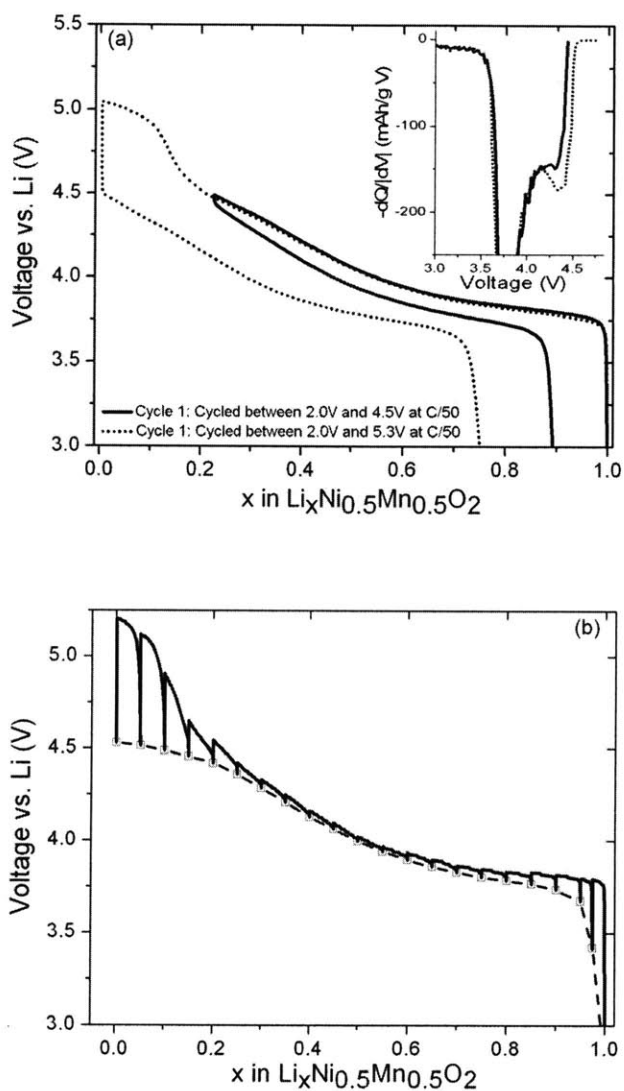 (a)
5.5
5.0
4.5
4.0
3.5
3.0
Voltage vs. Li (V)
0.0 0.2 0.4 0.6 0.8 1.0
x in LiₓNi₀.₅Mn₀.₅O₂
Cycle 1: Cycled between 2.0V and 4.5V at C/50
Cycle 1: Cycled between 2.0V and 5.3V at C/50
-dQ/|dV| (mAh/g V)
0
-100
-200
3.0 3.5 4.0 4.5
Voltage (V)
(b)
5.0
4.5
4.0
3.5
3.0
Voltage vs. Li (V)
0.0 0.2 0.4 0.6 0.8 1.0
x in LiₓNi₀.₅Mn₀.₅O₂